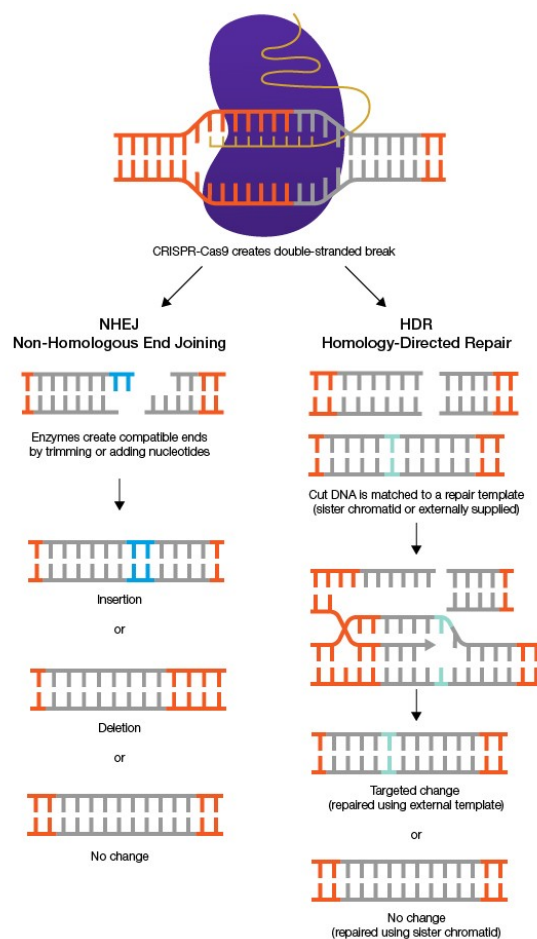 CRISPR-Cas9 creates double-stranded break
NHEJ
Non-Homologous End Joining
Enzymes create compatible ends
by trimming or adding nucleotides
Insertion
or
Deletion
or
No change
HDR
Homology-Directed Repair
Cut DNA is matched to a repair template
(sister chromatid or externally supplied)
Targeted change
(repaired using external template)
or
No change
(repaired using sister chromatid)